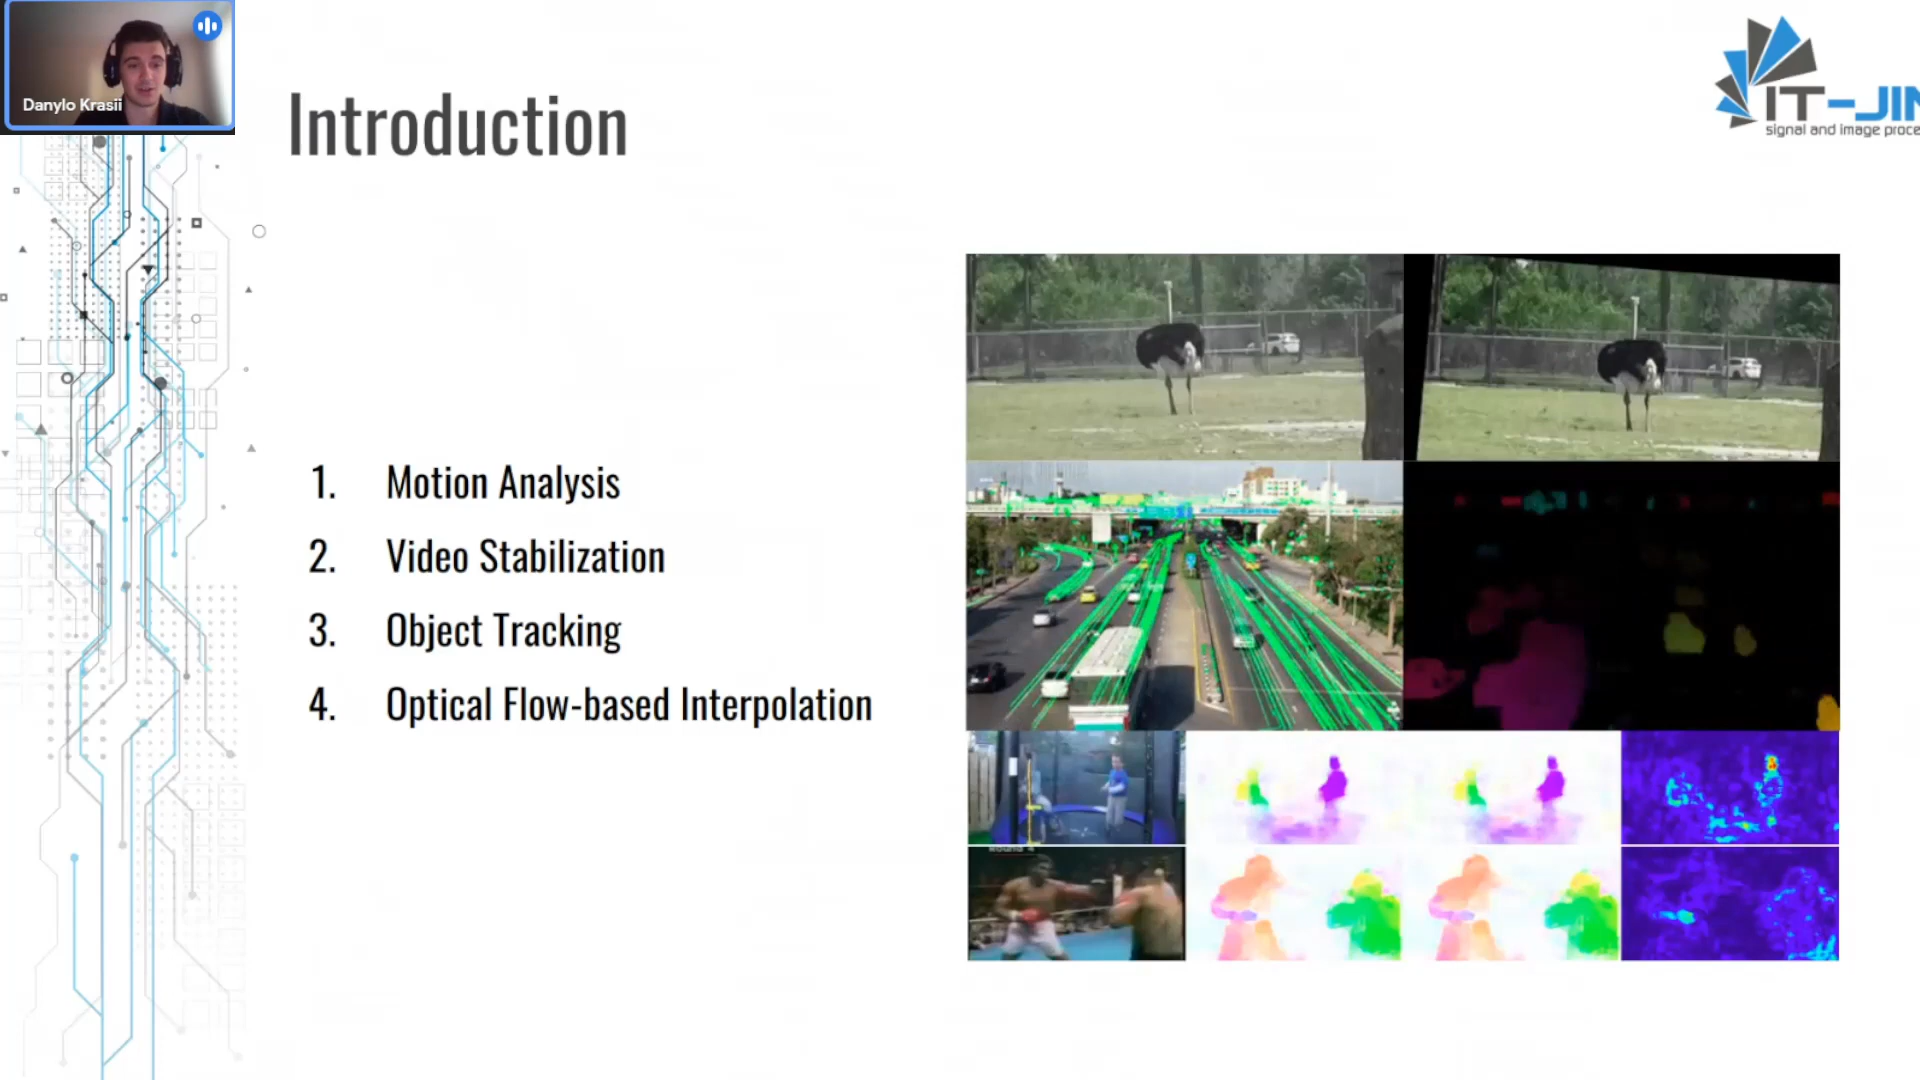 Danylo Krasii
Introduction
IT-JIM
signal and image proce
1. Motion Analysis
2. Video Stabilization
3. Object Tracking
4. Optical Flow-based Interpolation